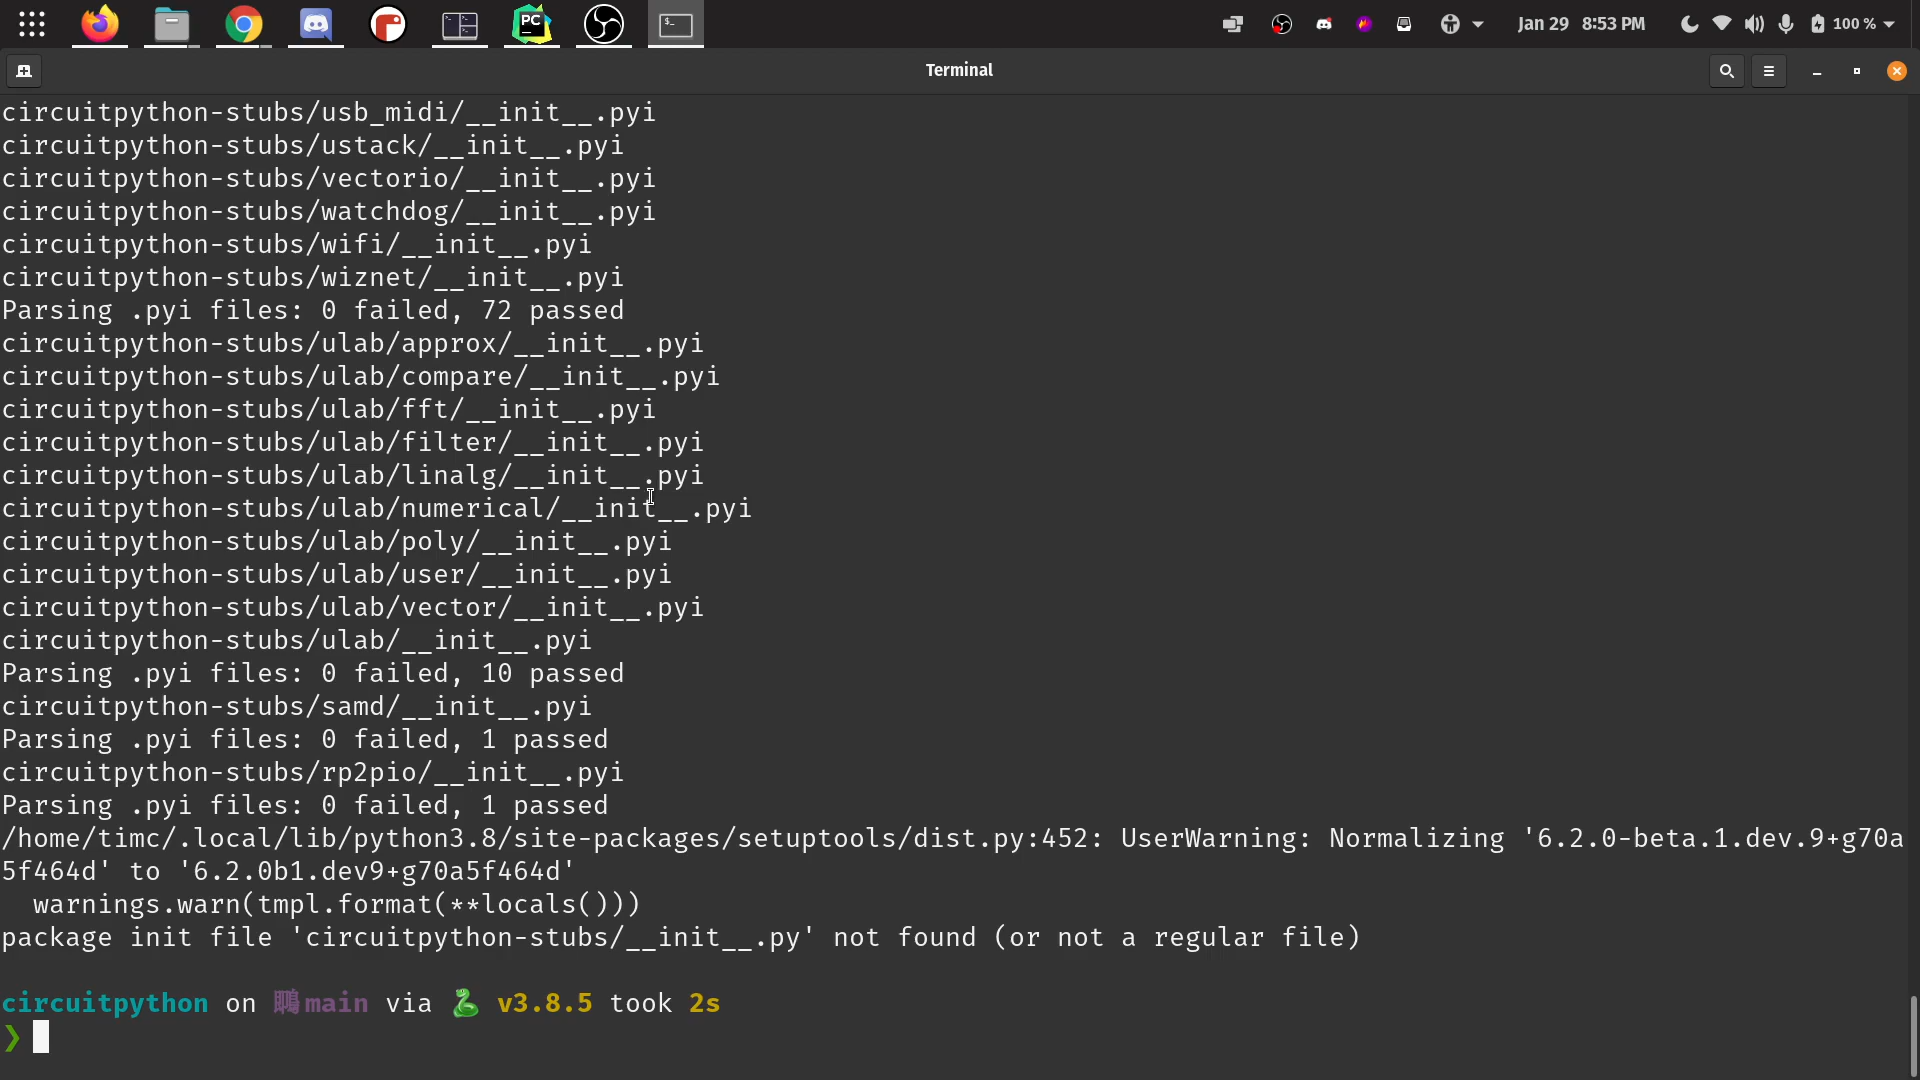 Jan 29 8:53 PM
100 %
Terminal
circuitpython-stubs/usb_midi/__init__.pyi
circuitpython-stubs/ustack/__init__.pyi
circuitpython-stubs/vectorio/__init__.pyi
circuitpython-stubs/watchdog/__init__.pyi
circuitpython-stubs/wifi/__init__.pyi
circuitpython-stubs/wiznet/__init__.pyi
Parsing .pyi files: 0 failed, 72 passed
circuitpython-stubs/ulab/approx/__init__.pyi
circuitpython-stubs/ulab/compare/__init__.pyi
circuitpython-stubs/ulab/fft/__init__.pyi
circuitpython-stubs/ulab/filter/__init__.pyi
circuitpython-stubs/ulab/linalg/__init__.pyi
circuitpython-stubs/ulab/numerical/__init__.pyi
circuitpython-stubs/ulab/poly/__init__.pyi
circuitpython-stubs/ulab/user/__init__.pyi
circuitpython-stubs/ulab/vector/__init__.pyi
circuitpython-stubs/ulab/__init__.pyi
Parsing .pyi files: 0 failed, 10 passed
circuitpython-stubs/samd/__init__.pyi
Parsing .pyi files: 0 failed, 1 passed
circuitpython-stubs/rp2pio/__init__.pyi
Parsing .pyi files: 0 failed, 1 passed
/home/timc/.local/lib/python3.8/site-packages/setuptools/dist.py:452: UserWarning: Normalizing '6.2.0-beta.1.dev.9+g70a
5f464d' to '6.2.0b1.dev9+g70a5f464d'
  warnings.warn(tmpl.format(**locals()))
package init file 'circuitpython-stubs/__init__.py' not found (or not a regular file)
circuitpython on main via 🐍 v3.8.5 took 2s
❯